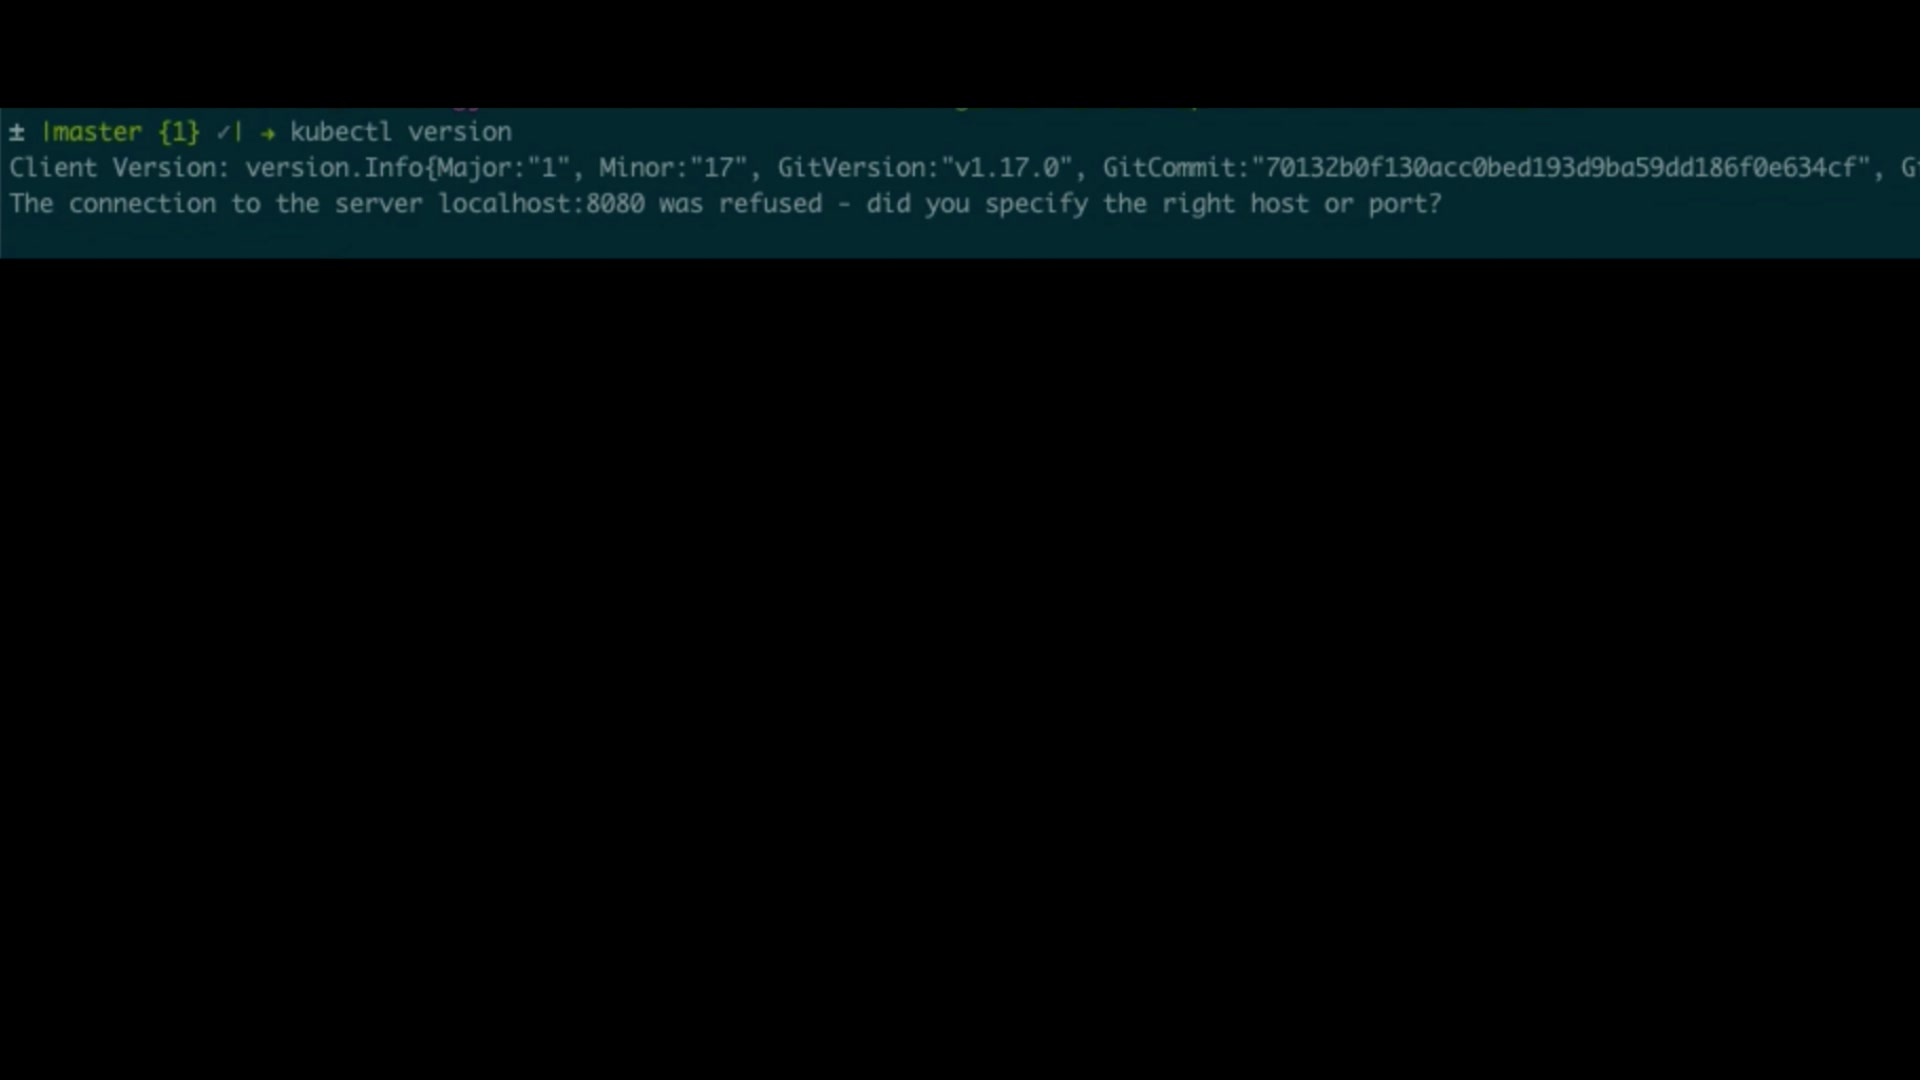 ± |master {1} ✓| → kubectl version
Client Version: version.Info{Major:"1", Minor:"17", GitVersion:"v1.17.0", GitCommit:"70132b0f130acc0bed193d9ba59dd186f0e634cf", G
The connection to the server localhost:8080 was refused - did you specify the right host or port?